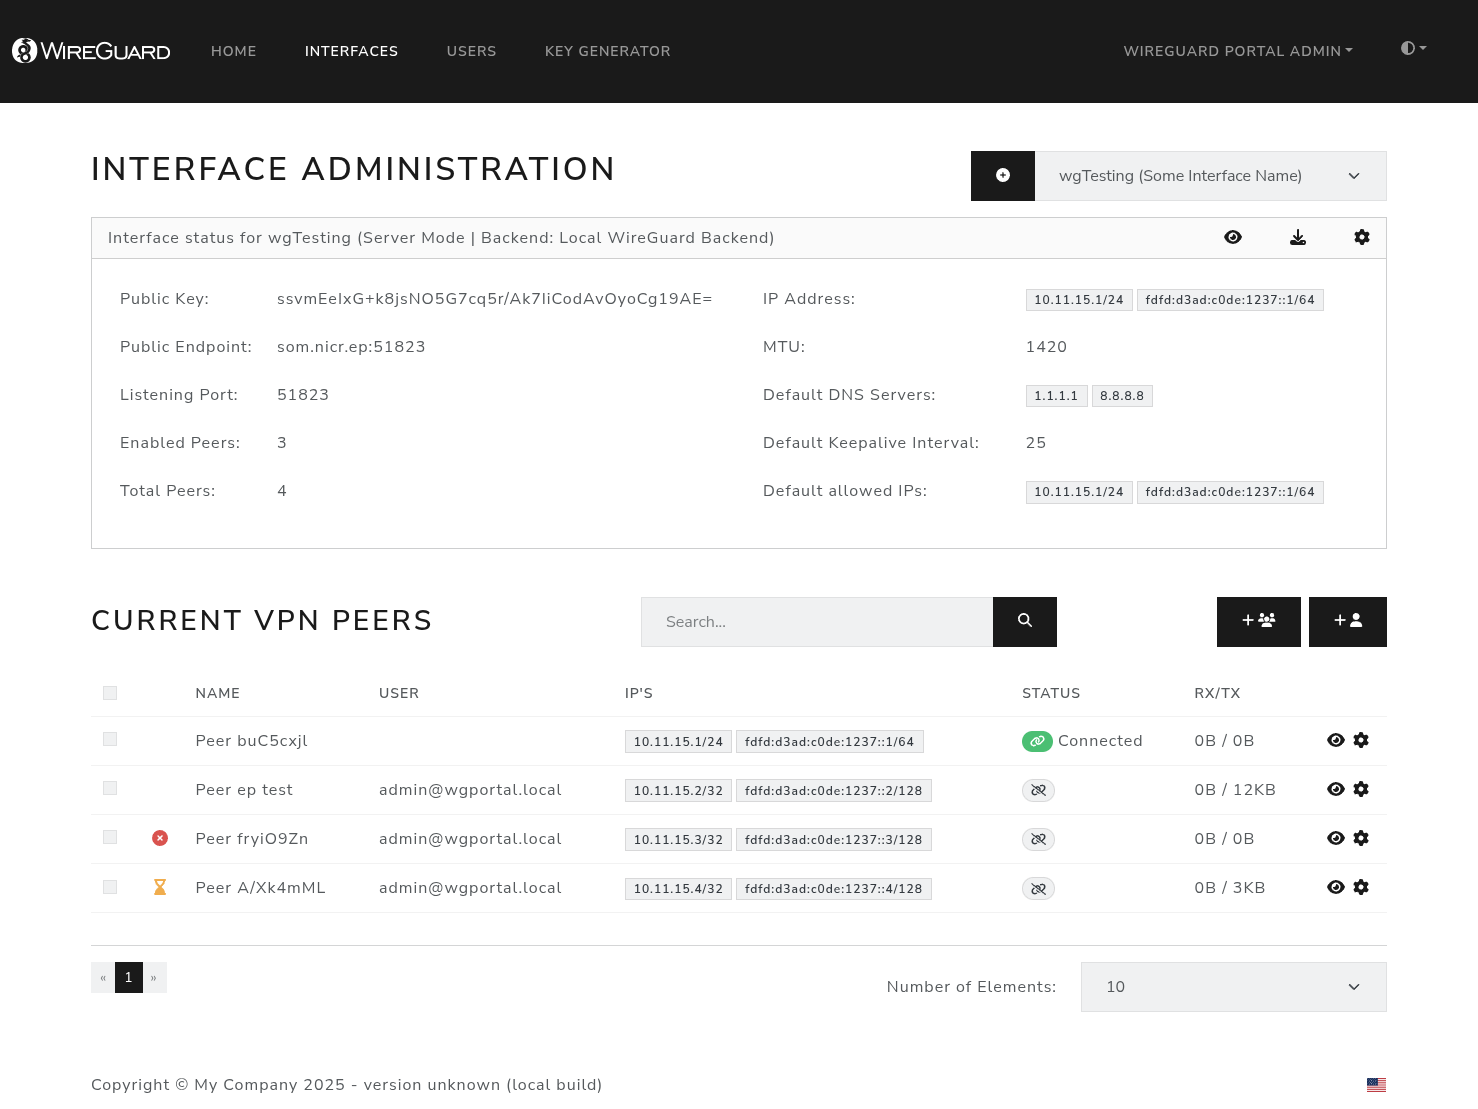 WIREGUARD HOME INTERFACES USERS KEY GENERATOR WIREGUARD PORTAL ADMIN
INTERFACE ADMINISTRATION
wgTesting (Some Interface Name)
Interface status for wgTesting (Server Mode | Backend: Local WireGuard Backend)
Public Key: ssvmEeIxG+k8jsNO5G7cq5r/Ak7IiCodAvOyoCg19AE= IP Address: 10.11.15.1/24 fdfd:d3ad:c0de:1237::1/64
Public Endpoint: som.nicr.ep:51823 MTU: 1420
Listening Port: 51823 Default DNS Servers: 1.1.1.1 8.8.8.8
Enabled Peers: 3 Default Keepalive Interval: 25
Total Peers: 4 Default allowed IPs: 10.11.15.1/24 fdfd:d3ad:c0de:1237::1/64
CURRENT VPN PEERS Search...
NAME USER IP'S STATUS RX/TX
Peer buC5cxjl 10.11.15.1/24 fdfd:d3ad:c0de:1237::1/64 Connected 0B / 0B
Peer ep test admin@wgportal.local 10.11.15.2/32 fdfd:d3ad:c0de:1237::2/128 0B / 12KB
Peer fryiO9Zn admin@wgportal.local 10.11.15.3/32 fdfd:d3ad:c0de:1237::3/128 0B / 0B
Peer A/Xk4mML admin@wgportal.local 10.11.15.4/32 fdfd:d3ad:c0de:1237::4/128 0B / 3KB
« 1 » Number of Elements: 10
Copyright © My Company 2025 - version unknown (local build)